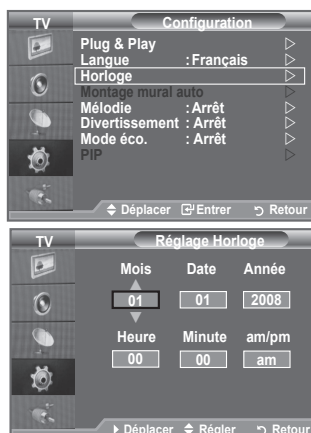 TV Configuration
Plug & Play
Langue : Français
Horloge
Montage mural auto
Mélodie : Arrêt
Divertissement : Arrêt
Mode éco. : Arrêt
PIP
Déplacer Entrer Retour
TV Réglage Horloge
Mois Date Année
01 01 2008
Heure Minute am/pm
00 00 am
Déplacer Régler Retour